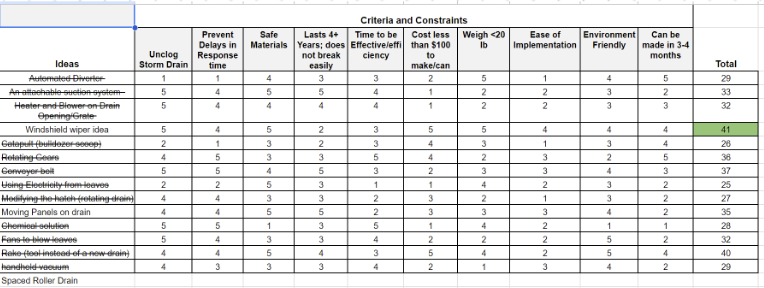 Criteria and Constraints
Ideas Unclog Storm Drain Prevent Delays in Response time Safe Materials Lasts 4+ Years; does not break easily Time to be Effective/efficiency Cost less than $100 to make/can Weigh <20 lb Ease of Implementation Environment Friendly Can be made in 3-4 months Total
Automated Diverter 1 1 4 3 3 2 5 1 4 5 29
An attachable suction system 5 4 5 5 4 1 2 2 3 2 33
Heater and Blower on Drain Opening/Grate 5 4 4 4 4 1 2 2 3 3 32
Windshield wiper idea 5 4 5 2 3 5 5 4 4 4 41
Catapult (bulldozer scoop) 2 1 3 2 3 4 3 1 3 4 26
Rotating Gears 4 5 3 3 5 4 2 3 2 5 36
Conveyor belt 5 5 4 5 3 2 3 3 4 3 37
Using Electricity from leaves 2 2 5 3 1 1 4 2 3 2 25
Modifying the hatch (rotating drain) 4 4 2 2 4 3 2 1 3 2 27
Moving Panels on drain 4 4 5 5 2 3 3 3 4 2 35
Chemical solution 5 5 1 3 5 1 4 2 1 1 28
Fans to blow leaves 5 4 3 3 4 2 2 2 5 2 32
Rake (tool instead of a new drain) 4 4 5 4 3 5 4 2 5 4 40
handheld vacuum 4 3 3 3 4 2 1 3 4 2 29
Spaced Roller Drain